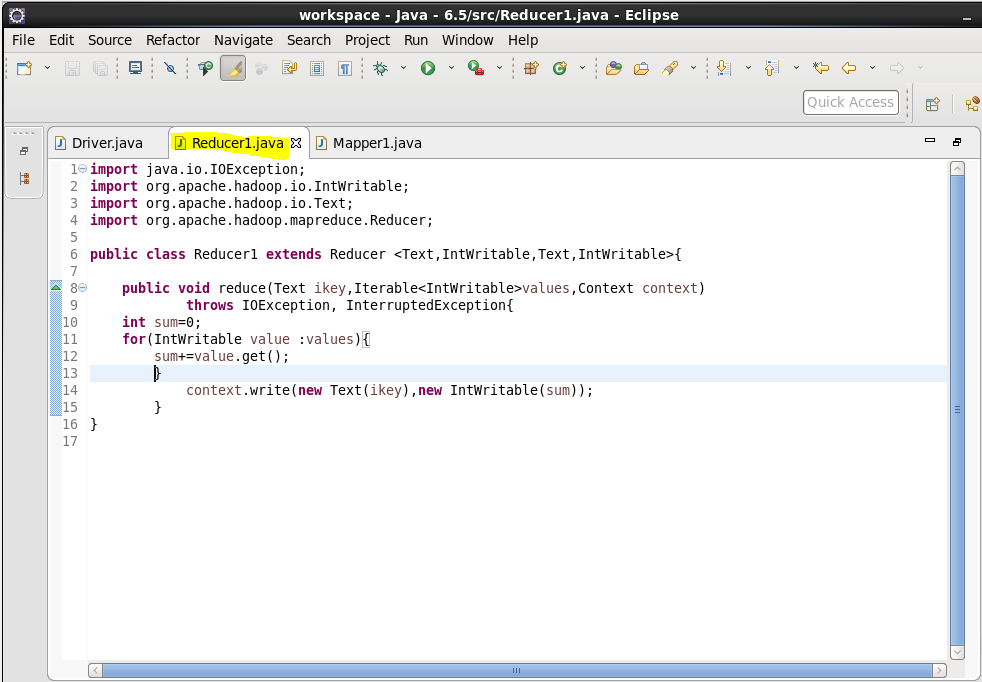 workspace - Java - 6.5/src/Reducer1.java - Eclipse
File Edit Source Refactor Navigate Search Project Run Window Help
Quick Access
Driver.java Reducer1.java Mapper1.java
1 import java.io.IOException;
2 import org.apache.hadoop.io.IntWritable;
3 import org.apache.hadoop.io.Text;
4 import org.apache.hadoop.mapreduce.Reducer;
5
6 public class Reducer1 extends Reducer <Text,IntWritable,Text,IntWritable>{
7
8     public void reduce(Text ikey,Iterable<IntWritable>values,Context context)
9             throws IOException, InterruptedException{
10     int sum=0;
11     for(IntWritable value :values){
12         sum+=value.get();
13         }
14             context.write(new Text(ikey),new IntWritable(sum));
15         }
16 }
17